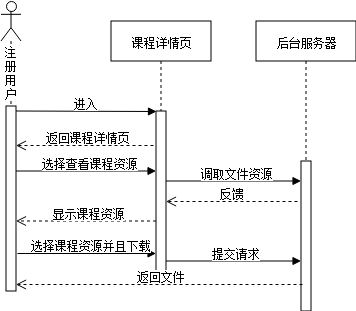 注册用户
课程详情页
后台服务器
进入
返回课程详情页
选择查看课程资源
调取文件资源
反馈
显示课程资源
选择课程资源并且下载
提交请求
返回文件